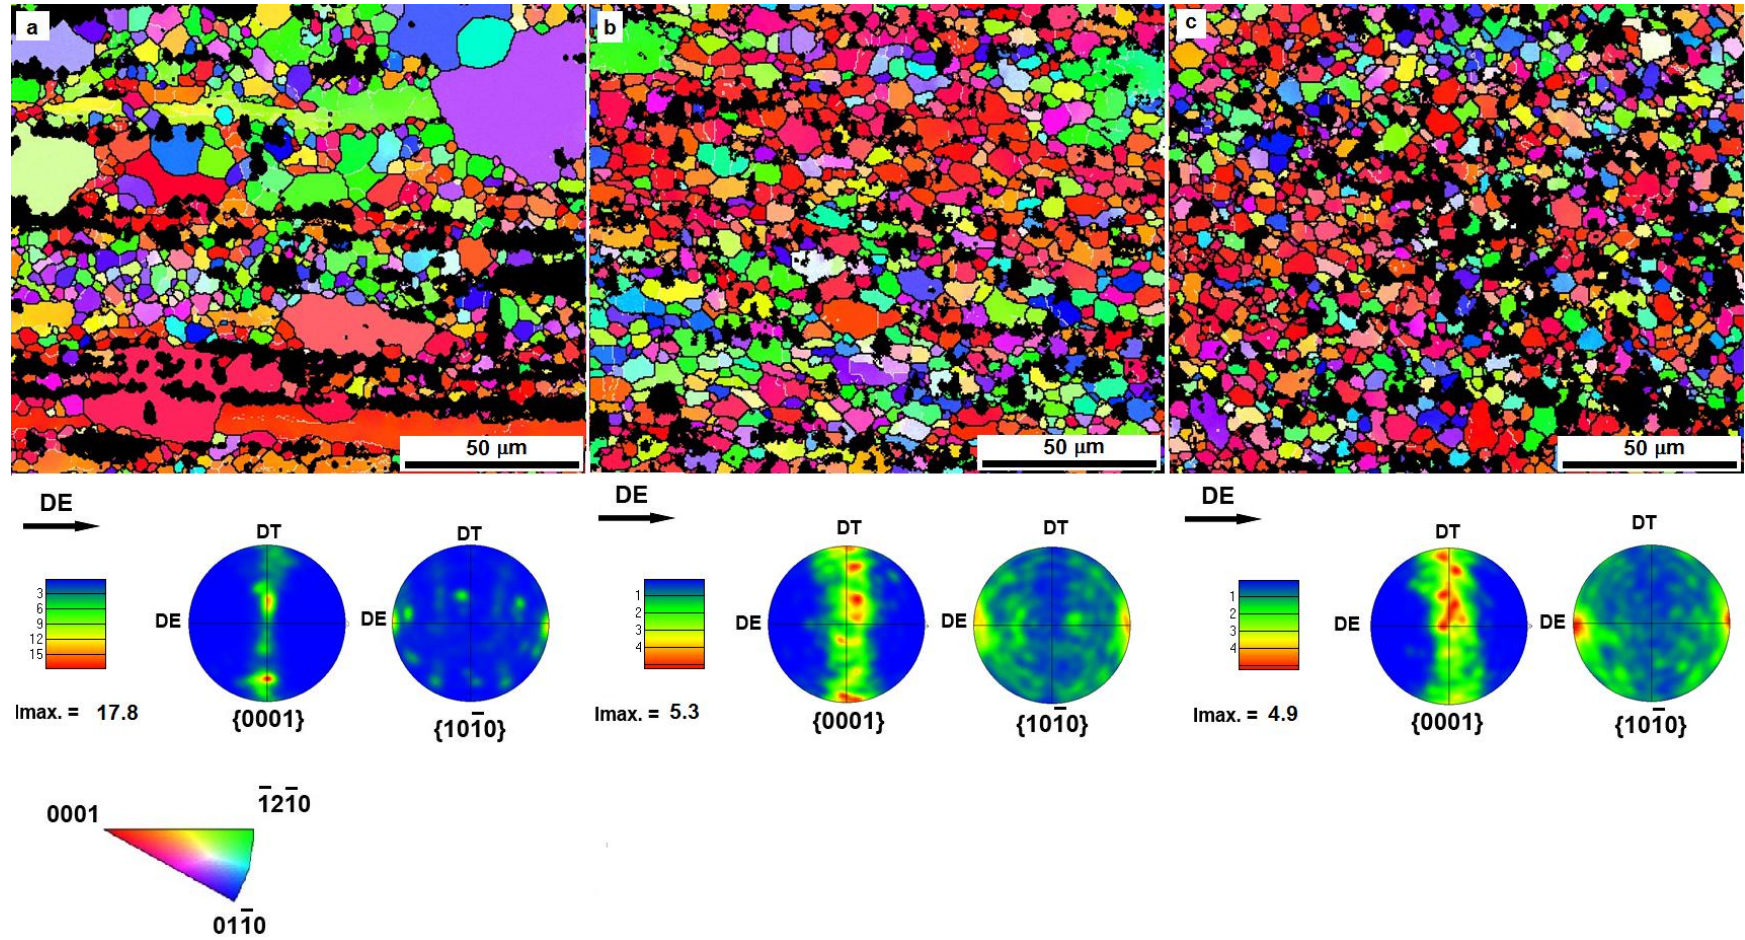 a
b
c
50 μm
50 μm
50 μm
DE
DE
DE
DT
DT
DT
DT
DT
3
6
9
12
15
DE
DE
1
2
3
4
DE
DE
1
2
3
4
DE
DE
Imax. = 17.8
{0001}
{101̅0}
Imax. = 5.3
{0001}
{101̅0}
Imax. = 4.9
{0001}
{101̅0}
0001
1̅21̅0
011̅0